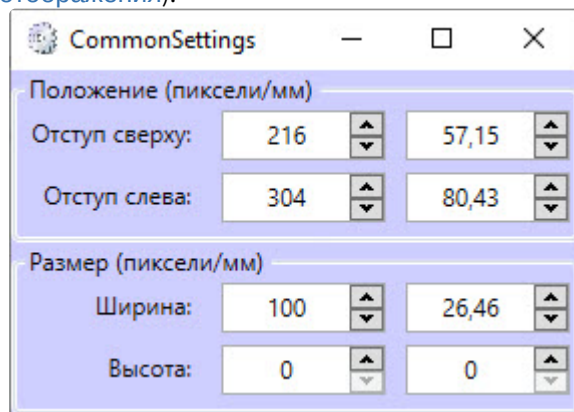 отображения).
CommonSettings
Положение (пиксели/мм)
Отступ сверху: 216 57,15
Отступ слева: 304 80,43
Размер (пиксели/мм)
Ширина: 100 26,46
Высота: 0 0